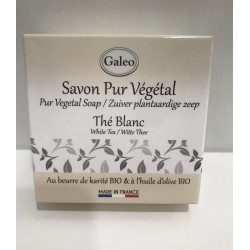 Galeo
Savon Pur Végétal
Pur Vegetal Soap / Zuiver plantaardige zeep
Thé Blanc
White Tea / Witte Thee
Au beurre de karité BIO & à l'huile d'olive BIO
MADE IN FRANCE